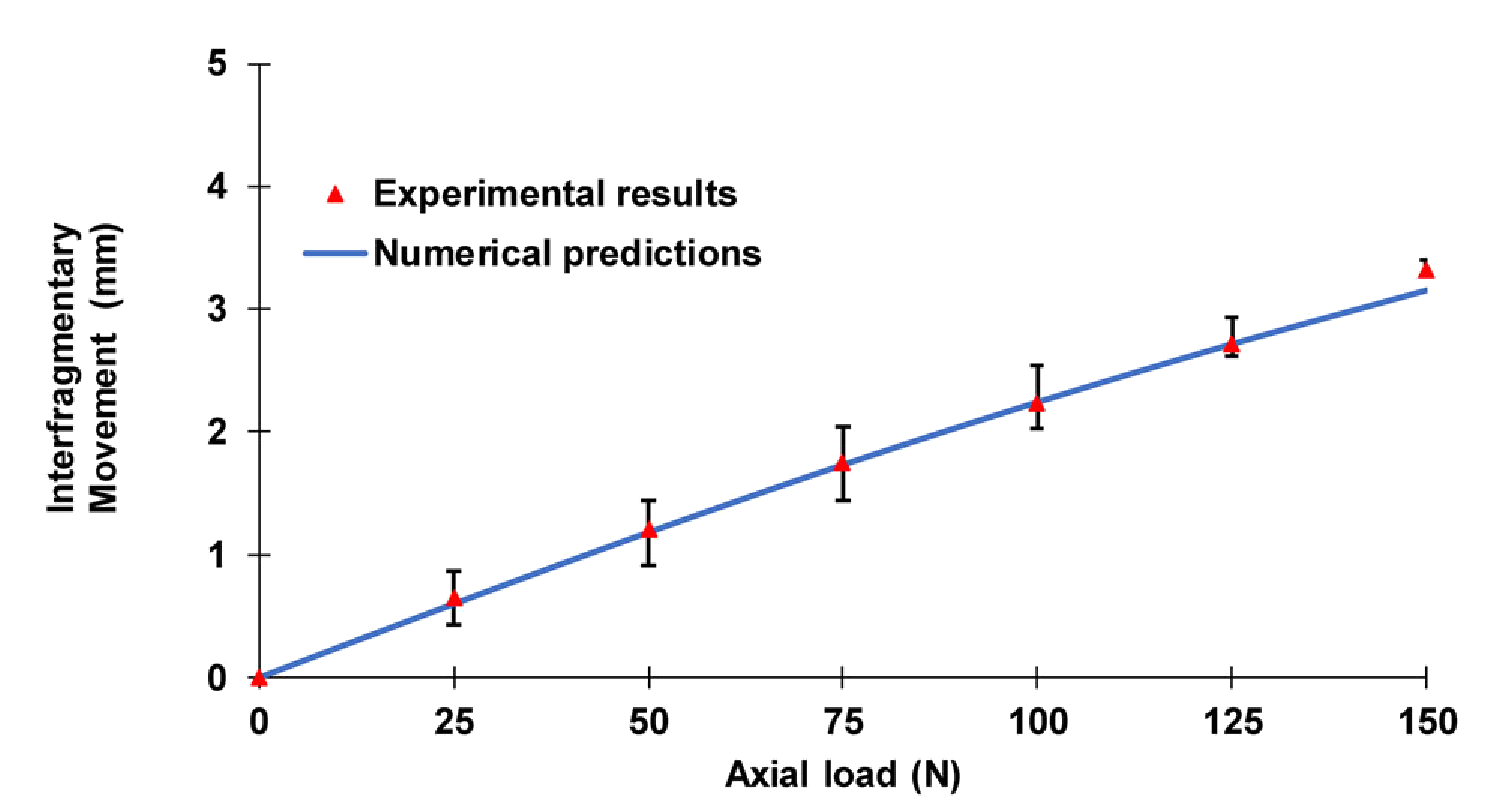 5
4
3
2
1
0
Interfragmentary
Movement (mm)
Experimental results
Numerical predictions
0 25 50 75 100 125 150
Axial load (N)